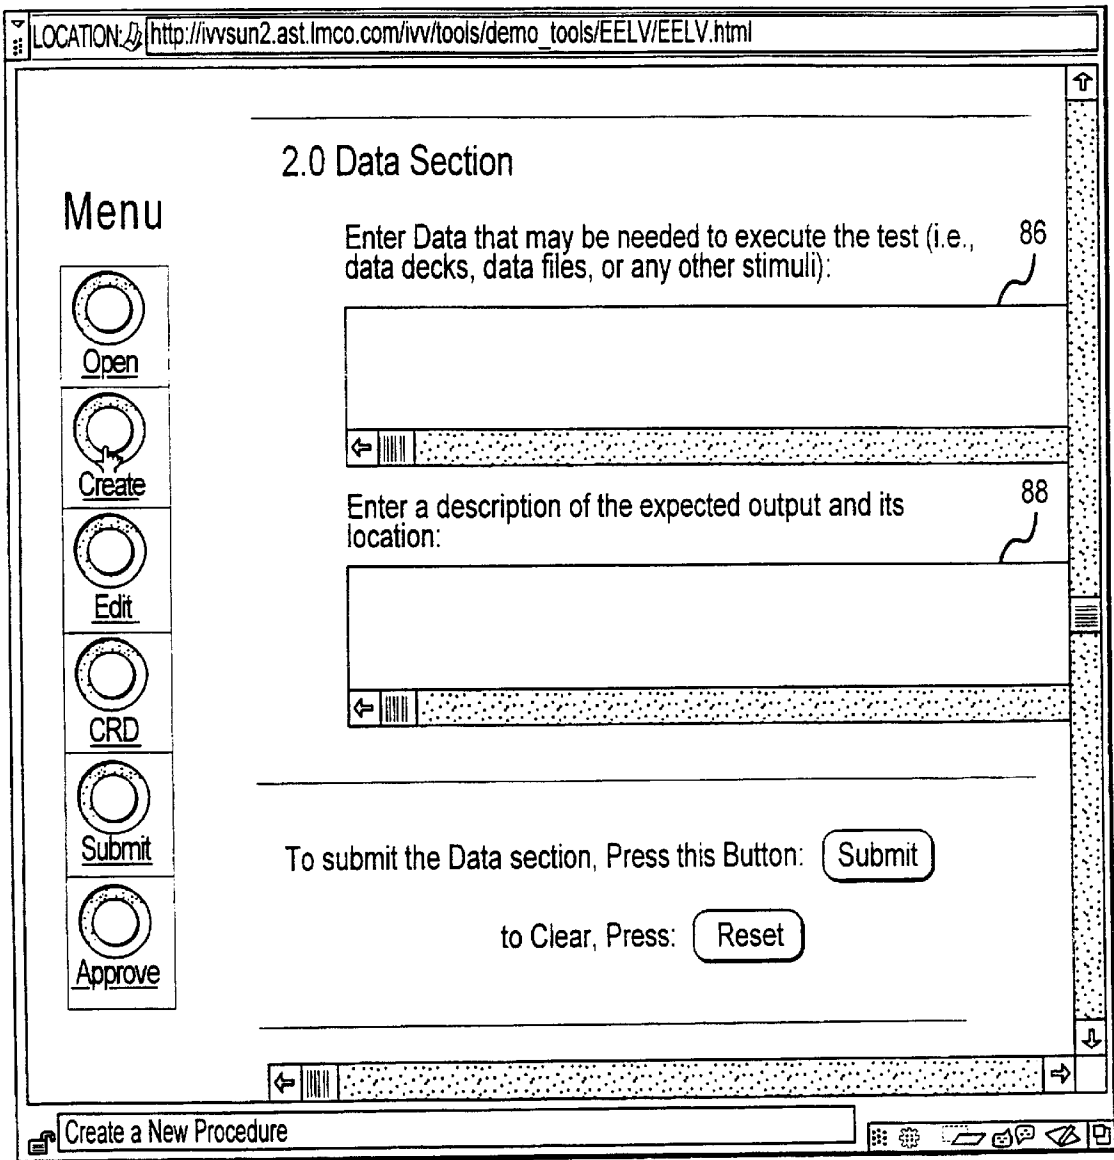 LOCATION: http://ivvsun2.ast.lmco.com/ivv/tools/demo_tools/EELV/EELV.html
Menu
Open
Create
Edit
CRD
Submit
Approve
2.0 Data Section
Enter Data that may be needed to execute the test (i.e.,
data decks, data files, or any other stimuli):
86
Enter a description of the expected output and its
location:
88
To submit the Data section, Press this Button: Submit
to Clear, Press: Reset
Create a New Procedure